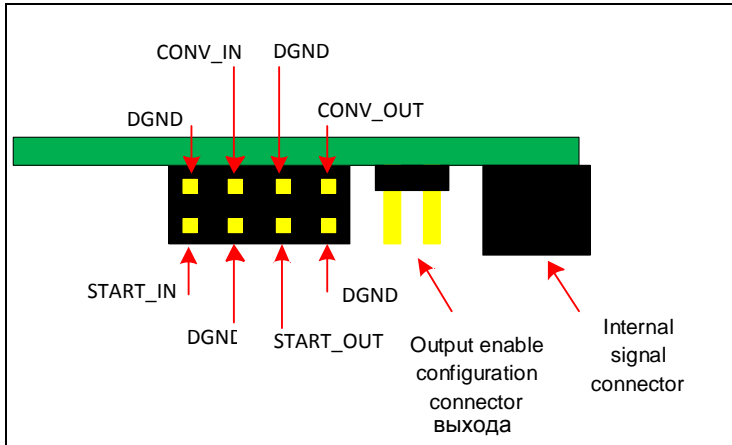 CONV_IN
DGND
DGND
CONV_OUT
START_IN
DGND
START_OUT
DGND
Output enable
configuration
connector
выхода
Internal
signal
connector